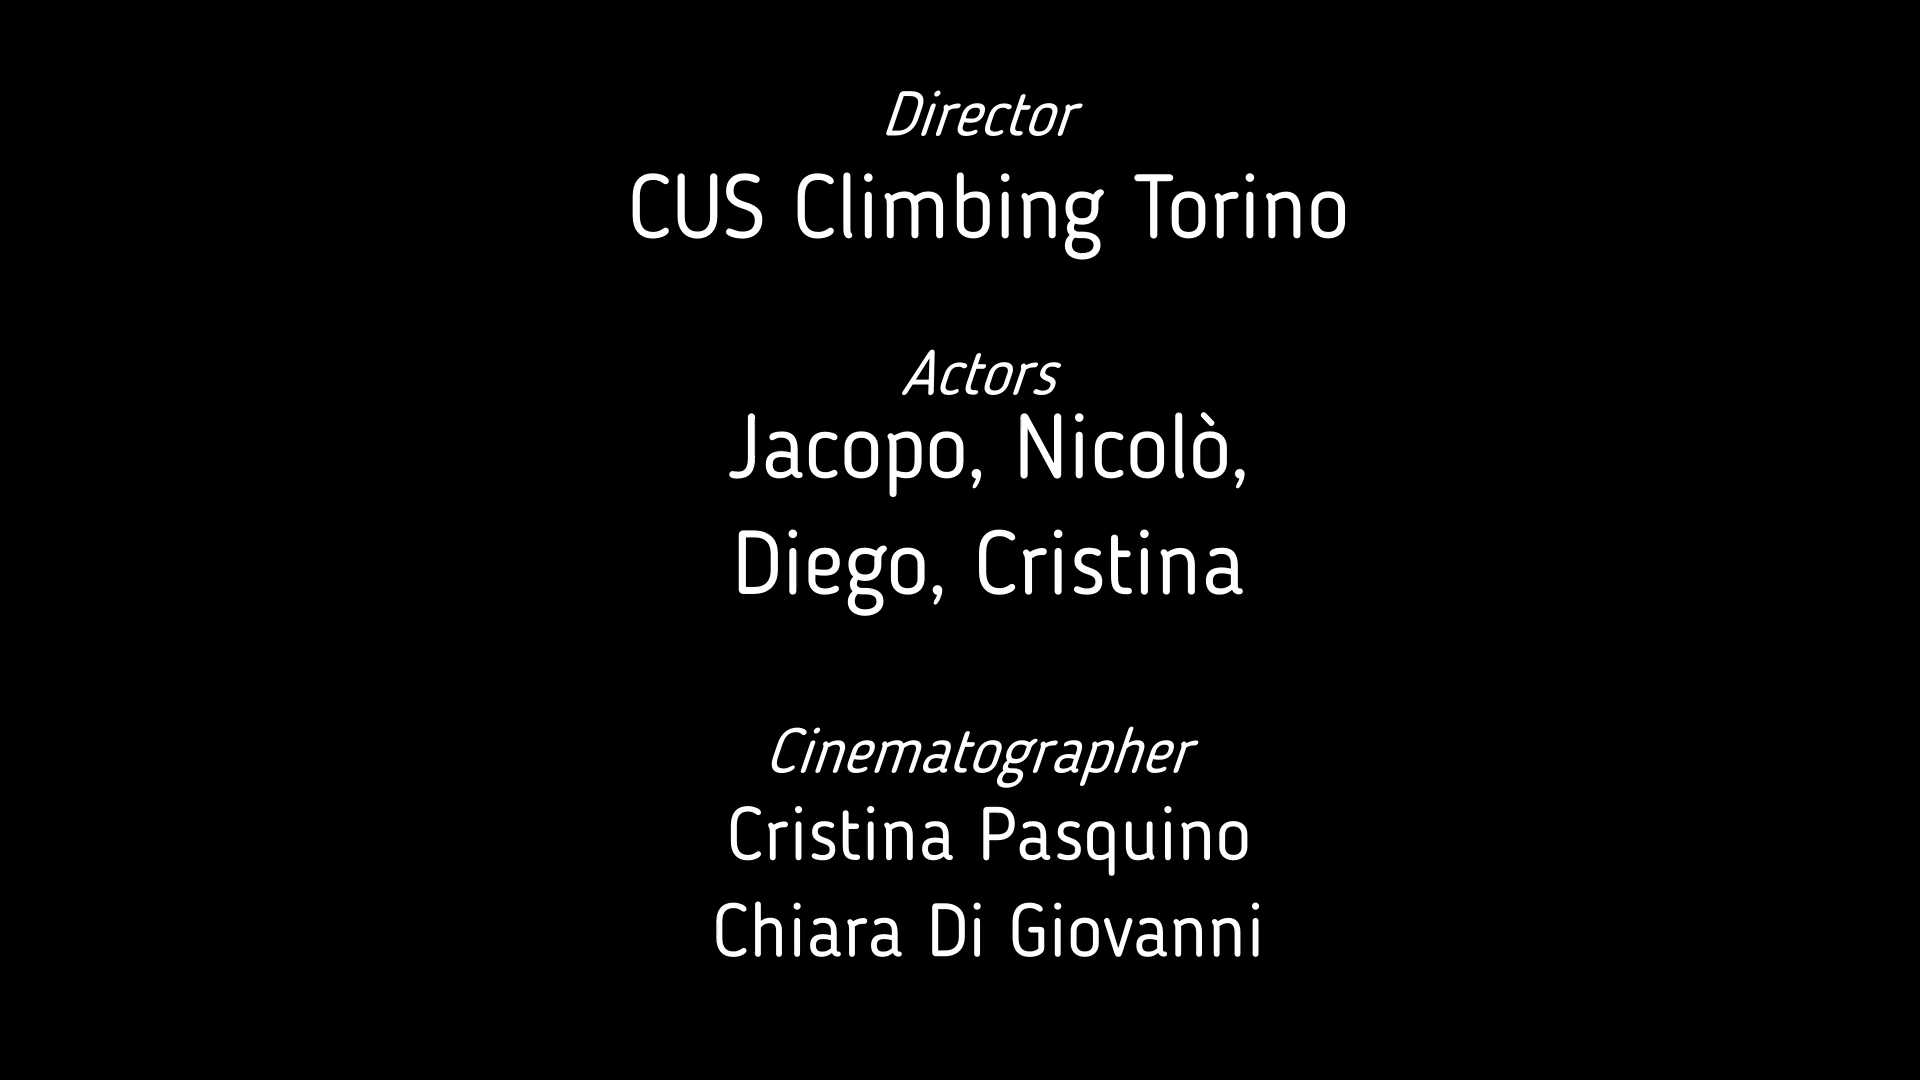 Director
CUS Climbing Torino
Actors
Jacopo, Nicolò,
Diego, Cristina
Cinematographer
Cristina Pasquino
Chiara Di Giovanni